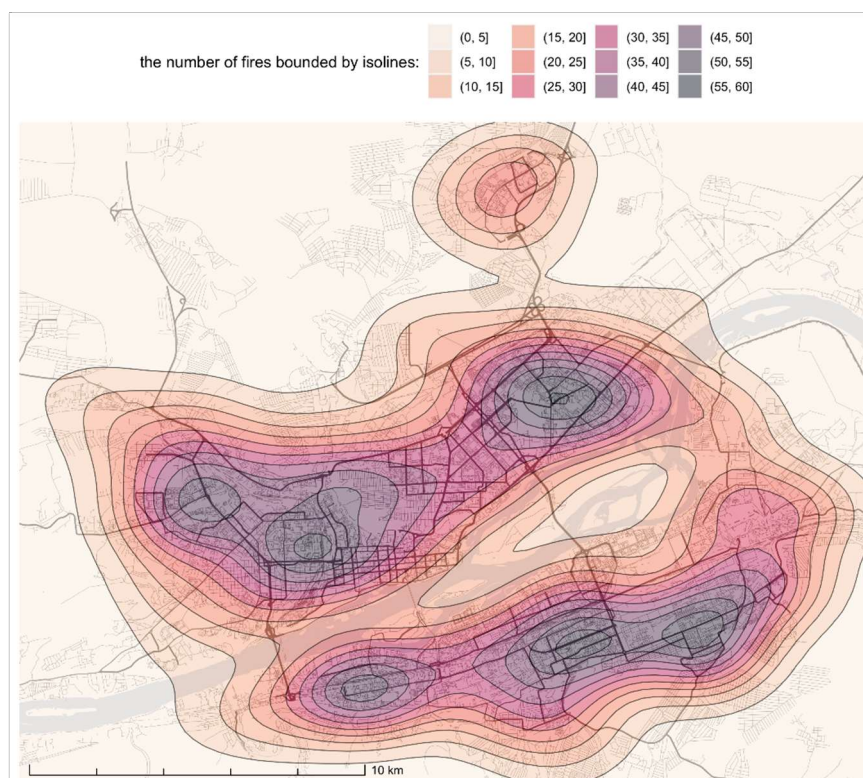 (0, 5] (15, 20] (30, 35] (45, 50]
the number of fires bounded by isolines: (5, 10] (20, 25] (35, 40] (50, 55]
(10, 15] (25, 30] (40, 45] (55, 60]
10 km